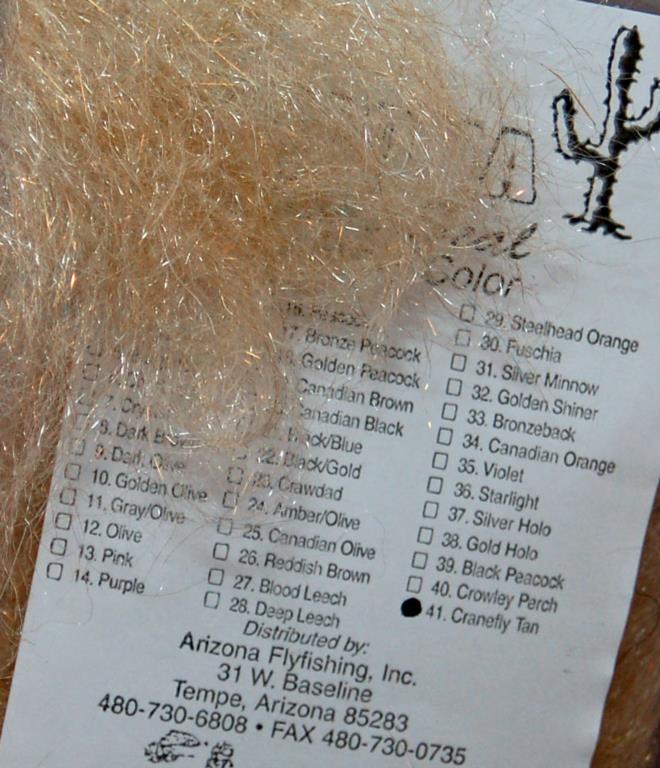 Color
16. Peacock
17. Bronze Peacock
Golden Peacock
Canadian Brown
Canadian Black
Black/Blue
22. Black/Gold
23. Crawdad
24. Amber/Olive
25. Canadian Olive
26. Reddish Brown
27. Blood Leech
28. Deep Leech
8. Dark
9. Dark Olive
10. Golden Olive
11. Gray/Olive
12. Olive
13. Pink
14. Purple
29. Steelhead Orange
30. Fuschia
31. Silver Minnow
32. Golden Shiner
33. Bronzeback
34. Canadian Orange
35. Violet
36. Starlight
37. Silver Holo
38. Gold Holo
39. Black Peacock
40. Crowley Perch
41. Cranefly Tan
Distributed by:
Arizona Flyfishing, Inc.
31 W. Baseline
Tempe, Arizona 85283
480-730-6808 • FAX 480-730-0735